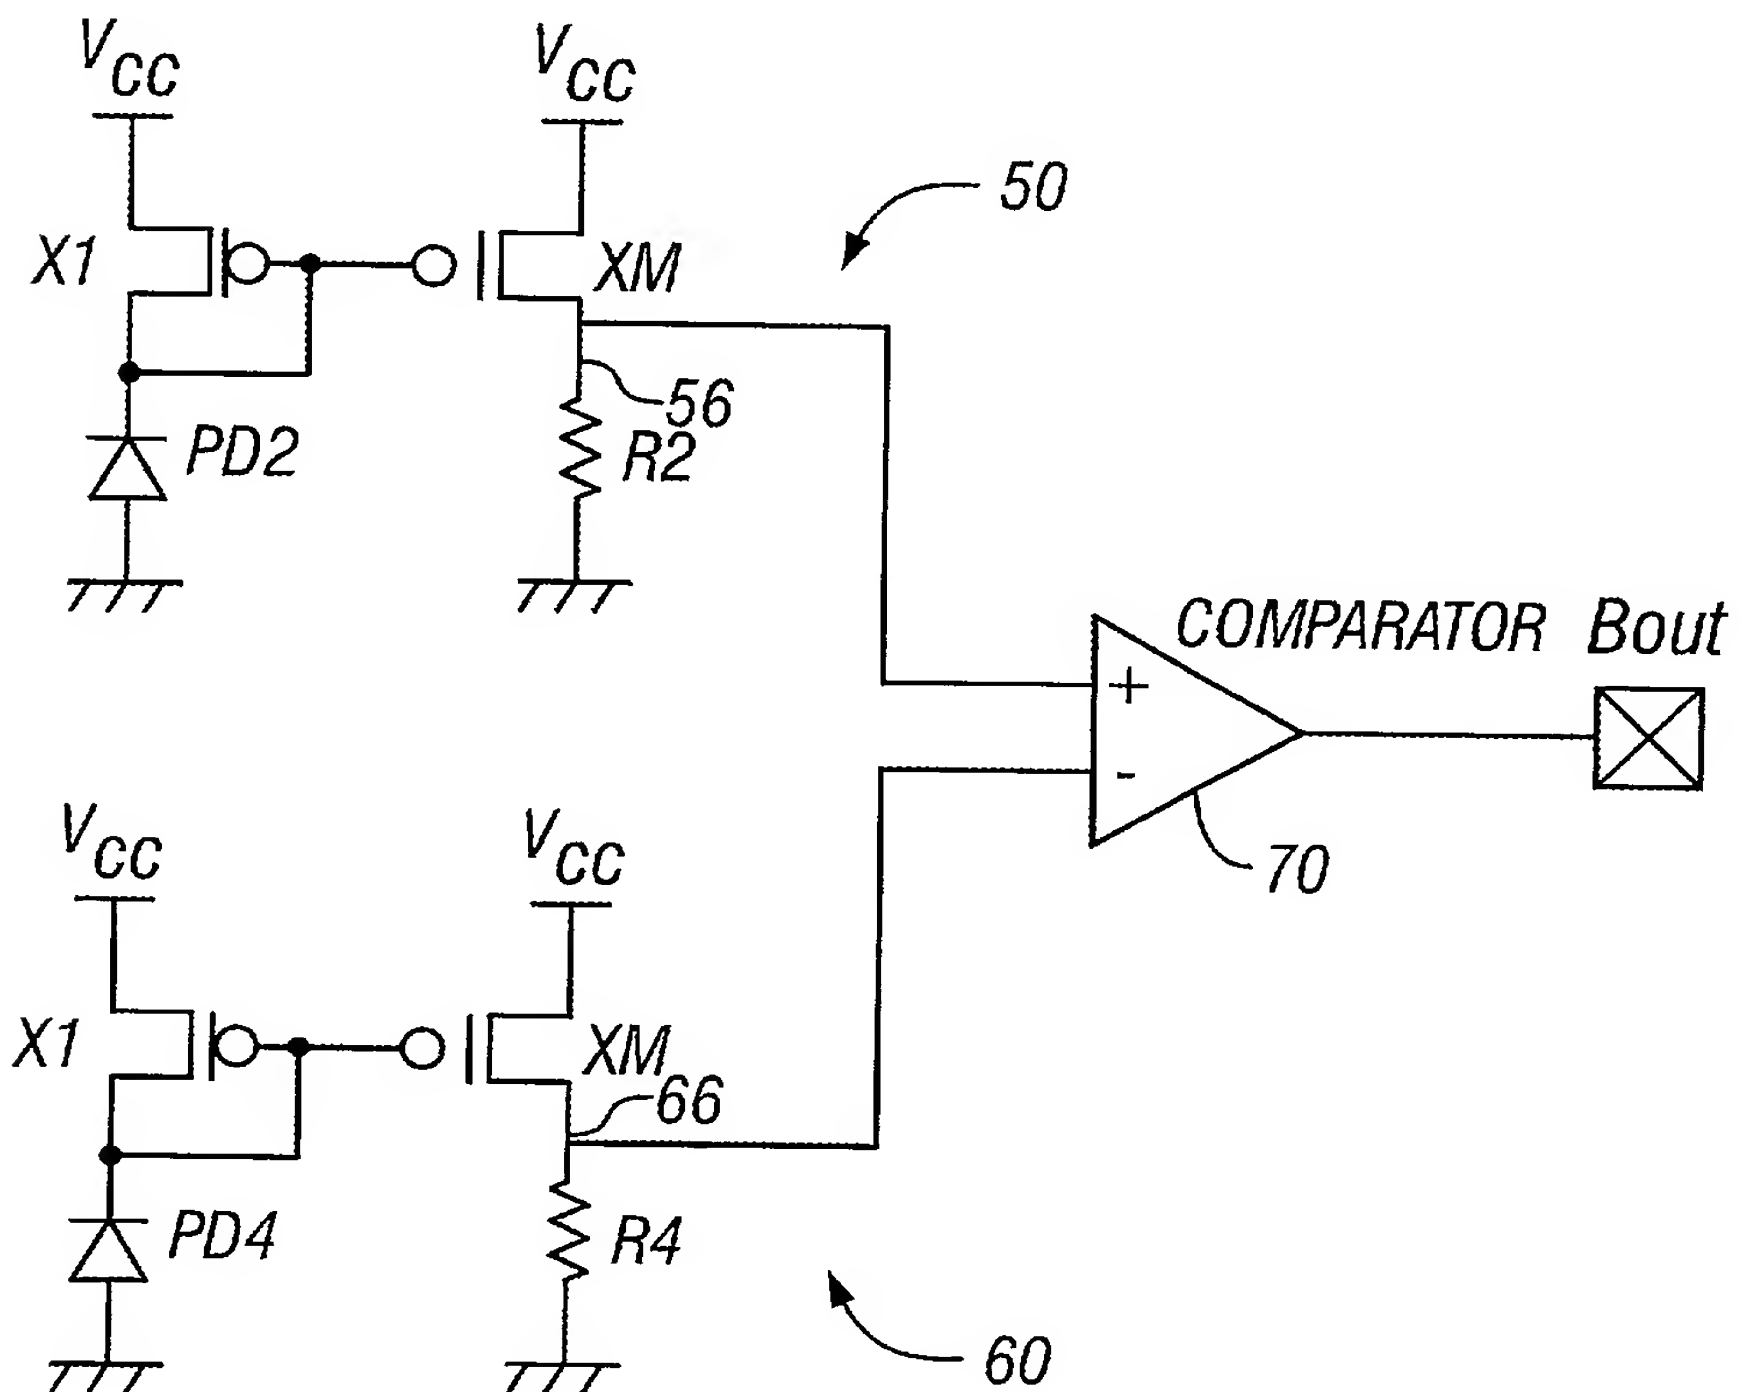 VCC
VCC
50
X1
XM
56
PD2
R2
COMPARATOR Bout
+
-
70
VCC
VCC
X1
XM
66
PD4
R4
60